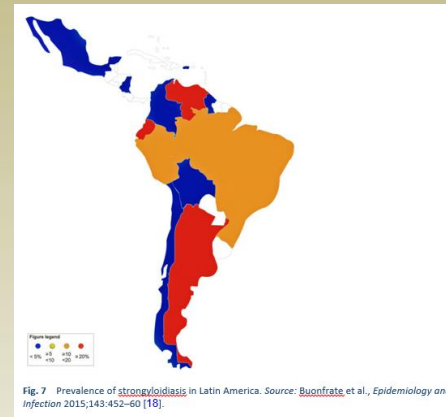 Figure legend
< 5% ≥5 <10 ≥10 <20 ≥ 20%
Fig. 7 Prevalence of strongyloidiasis in Latin America. Source: Buonfrate et al., Epidemiology and
Infection 2015;143:452–60 [18].